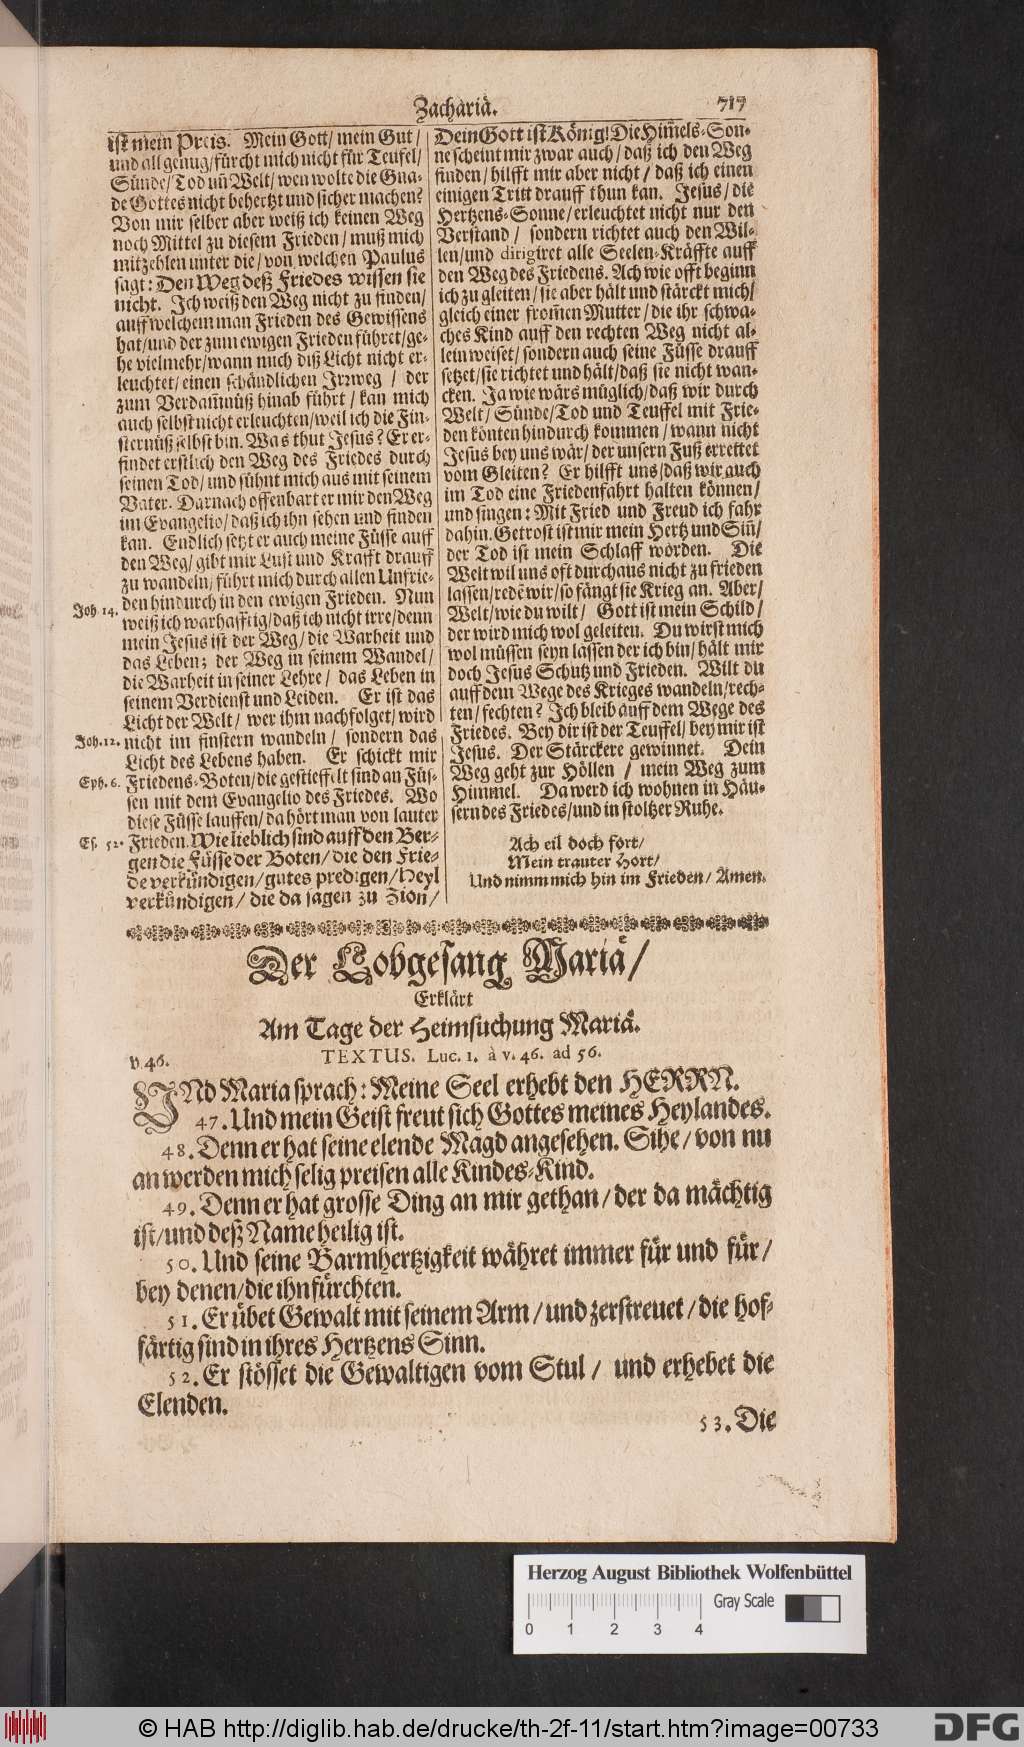 Zachariä.
717
ist mein Preis. Mein Gott/ mein Gut/
und all genug/ fürcht mich nicht für Teufel/
Sünde/ Tod uñ Welt/ wen wolte die Gna-
de Gottes nicht behertzt und sicher machen?
Von mir selber aber weiß ich keinen Weg
noch Mittel zu diesem Frieden/ muß mich
mitzehlen unter die/ von welchen Paulus
sagt: Den Weg deß Friedes wissen sie
nicht. Ich weiß den Weg nicht zu finden/
auff welchem man Frieden des Gewissens
hat/ und der zum ewigen Frieden führet/ ge-
he vielmehr/ wann mich diß Licht nicht er-
leuchtet/ einen schändlichen Irrweg / der
zum Verdam̃nüß hinab führt / kan mich
auch selbst nicht erleuchten/ weil ich die Fin-
sternüß selbst bin. Was thut Jesus? Er er-
findet erstlich den Weg des Friedes durch
seinen Tod/ und sühnt mich aus mit seinem
Vater. Darnach offenbart er mir den Weg
im Evangelio/ daß ich ihn sehen und finden
kan. Endlich setzt er auch meine Füsse auff
den Weg/ gibt mir Lust und Krafft drauff
zu wandeln/ führt mich durch allen Unfrie-
Joh 14. den hindurch in den ewigen Frieden. Nun
weiß ich warhafftig/ daß ich nicht irre/ denn
mein Jesus ist der Weg/ die Warheit und
das Leben; der Weg in seinem Wandel/
die Warheit in seiner Lehre/ das Leben in
seinem Verdienst und Leiden. Er ist das
Licht der Welt/ wer ihm nachfolget/ wird
Joh. 12. nicht im finstern wandeln/ sondern das
Licht des Lebens haben. Er schickt mir
Eph. 6. Friedens-Boten/ die gestieffelt sind an Füs-
sen mit dem Evangelio des Friedes. Wo
diese Füsse lauffen/ da hört man von lauter
Es. 52. Frieden. Wie lieblich sind auff den Ber-
gen die Füsse der Boten/ die den Frie-
de verkündigen/ gutes predigen/ Heyl
verkündigen/ die da sagen zu Zion/
Dein Gott ist König! Die Him̃els-Son-
ne scheint mir zwar auch/ daß ich den Weg
finden/ hilfft mir aber nicht/ daß ich einen
einigen Tritt drauff thun kan. Jesus/ die
Hertzens-Sonne/ erleuchtet nicht nur den
Verstand/ sondern richtet auch den Wil-
len/ und dirigiret alle Seelen-Kräffte auff
den Weg des Friedens. Ach wie offt beginn
ich zu gleiten/ sie aber hält und stärckt mich/
gleich einer from̃en Mutter/ die ihr schwa-
ches Kind auff den rechten Weg nicht al-
lein weiset/ sondern auch seine Füsse drauff
setzet/ sie richtet und hält/ daß sie nicht wan-
cken. Ja wie wärs müglich/ daß wir durch
Welt/ Sünde/ Tod und Teuffel mit Frie-
den könten hindurch kommen/ wann nicht
Jesus bey uns wär/ der unsern Fuß errettet
vom Gleiten? Er hilfft uns/ daß wir auch
im Tod eine Friedenfahrt halten können/
und singen: Mit Fried und Freud ich fahr
dahin. Getrost ist mir mein Hertz und Siñ/
der Tod ist mein Schlaff worden. Die
Welt wil uns oft durchaus nicht zu frieden
lassen/ redẽ wir/ so fängt sie Krieg an. Aber/
Welt/ wie du wilt/ Gott ist mein Schild/
der wird mich wol geleiten. Du wirst mich
wol müssen seyn lassen der ich bin/ hält mir
doch Jesus Schutz und Frieden. Wilt du
auff dem Wege des Krieges wandeln/ rech-
ten/ fechten? Ich bleib auff dem Wege des
Friedes. Bey dir ist der Teuffel/ bey mir ist
Jesus. Der Stärckere gewinnet. Dein
Weg geht zur Höllen / mein Weg zum
Himmel. Da werd ich wohnen in Häu-
sern des Friedes/ und in stoltzer Ruhe.
Ach eil doch fort/
Mein trauter Hort/
Und nimm mich hin im Frieden/ Amen.
Der Lobgesang Mariä/
Erklärt
Am Tage der Heimsuchung Mariä.
TEXTUS. Luc. 1. à v. 46. ad 56.
v. 46.
UNd Maria sprach: Meine Seel erhebt den HERRN.
47. Und mein Geist freut sich Gottes meines Heylandes.
48. Denn er hat seine elende Magd angesehen. Sihe/ von nu
an werden mich selig preisen alle Kindes-Kind.
49. Denn er hat grosse Ding an mir gethan/ der da mächtig
ist/ und deß Name heilig ist.
50. Und seine Barmhertzigkeit währet immer für und für/
bey denen/ die ihn fürchten.
51. Er übet Gewalt mit seinem Arm/ und zerstreuet/ die hof-
färtig sind in ihres Hertzens Sinn.
52. Er stösset die Gewaltigen vom Stul/ und erhebet die
Elenden.
53. Die
Herzog August Bibliothek Wolfenbüttel
Gray Scale
0 1 2 3 4
© HAB http://diglib.hab.de/drucke/th-2f-11/start.htm?image=00733
DFG